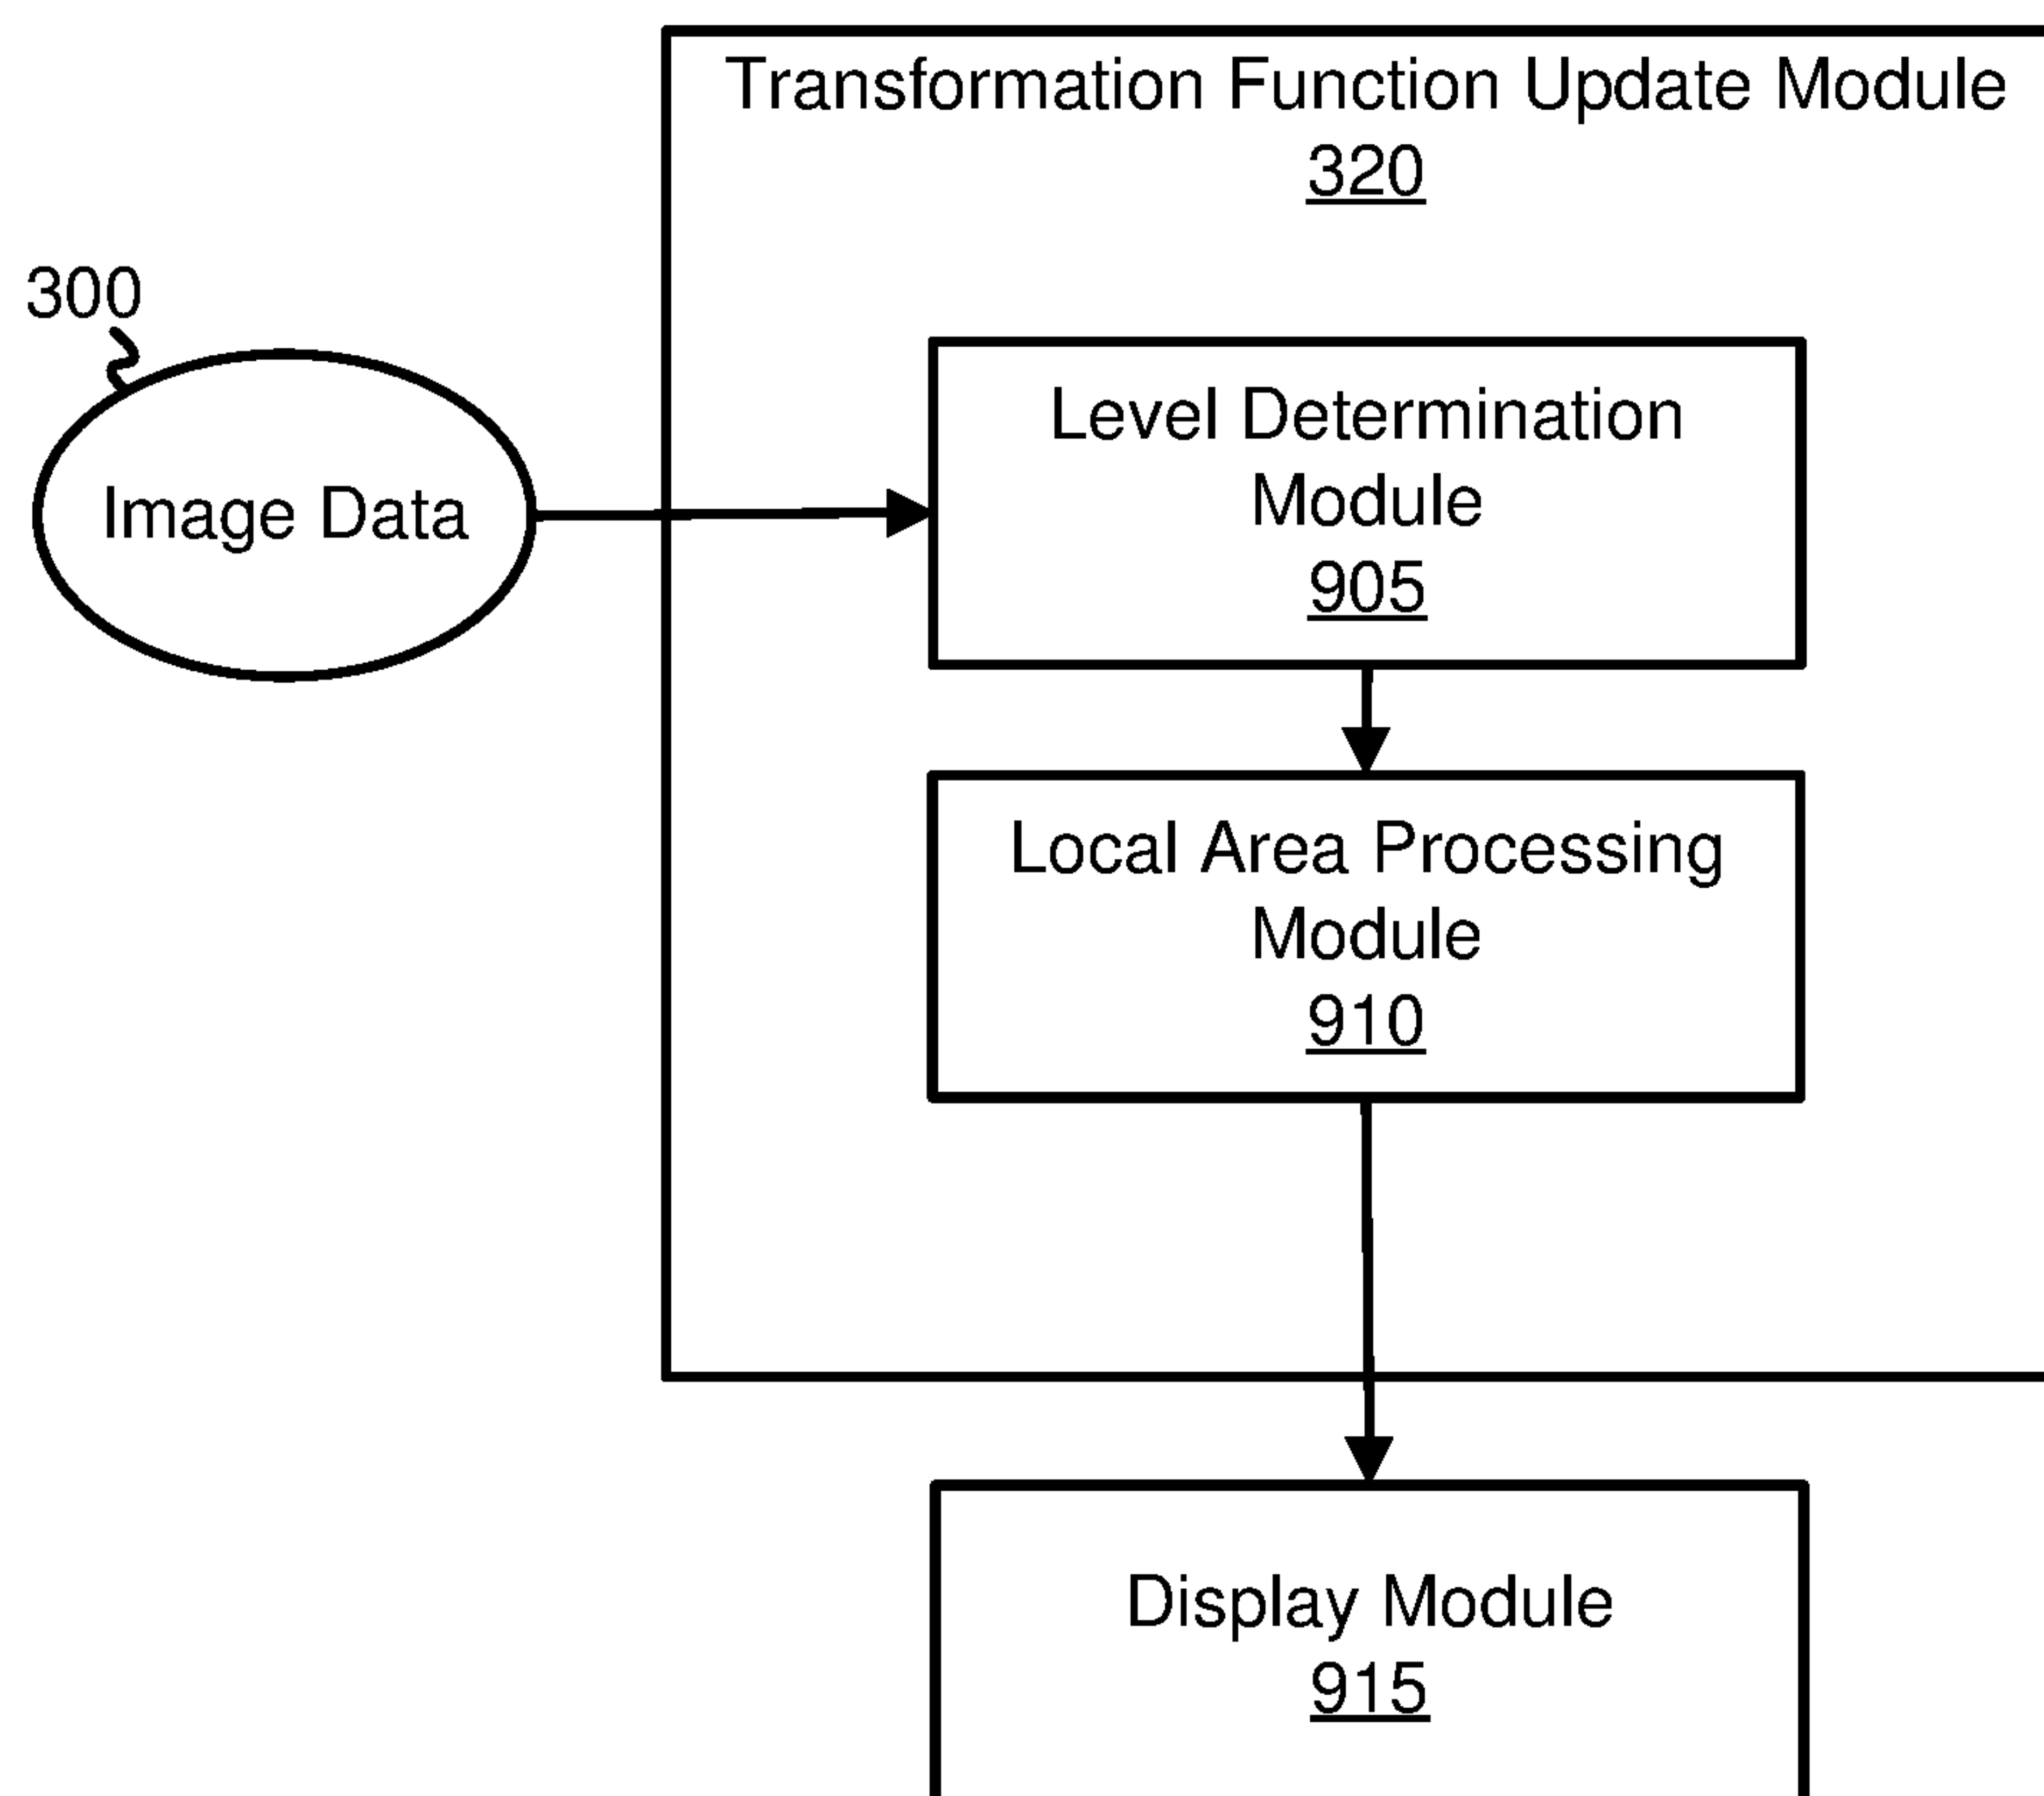 Transformation Function Update Module
320
300
Image Data
Level Determination
Module
905
Local Area Processing
Module
910
Display Module
915